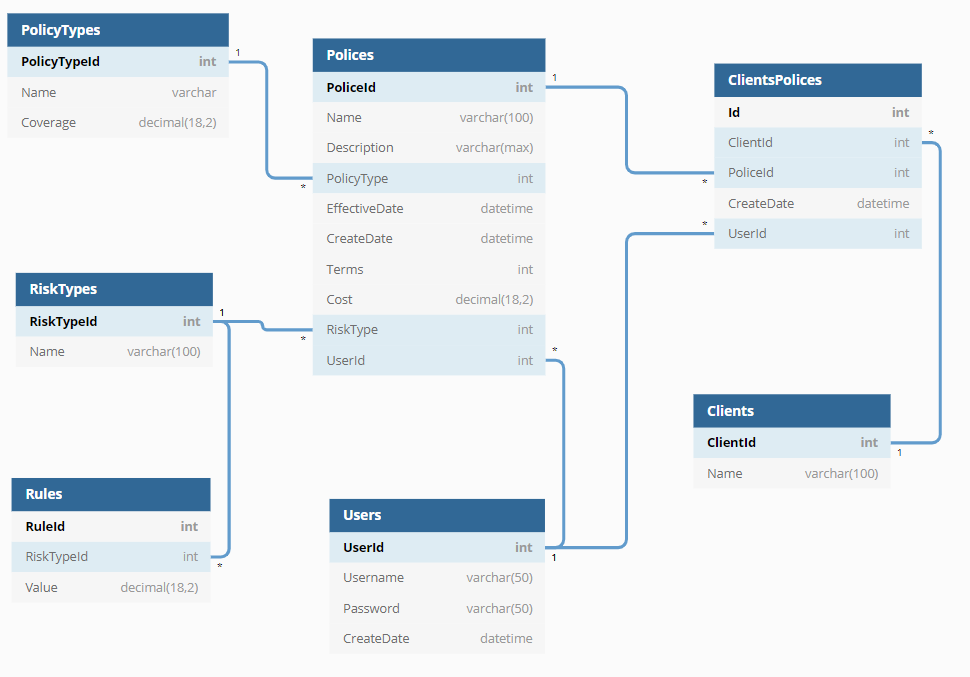 PolicyTypes
PolicyTypeId int
Name varchar
Coverage decimal(18,2)
1
*
Polices
PoliceId int
Name varchar(100)
Description varchar(max)
PolicyType int
EffectiveDate datetime
CreateDate datetime
Terms int
Cost decimal(18,2)
RiskType int
UserId int
1
*
ClientsPolices
Id int
ClientId int
PoliceId int
CreateDate datetime
UserId int
*
*
*
RiskTypes
RiskTypeId int
Name varchar(100)
1
*
Clients
ClientId int
Name varchar(100)
1
Rules
RuleId int
RiskTypeId int
Value decimal(18,2)
*
Users
UserId int
Username varchar(50)
Password varchar(50)
CreateDate datetime
1